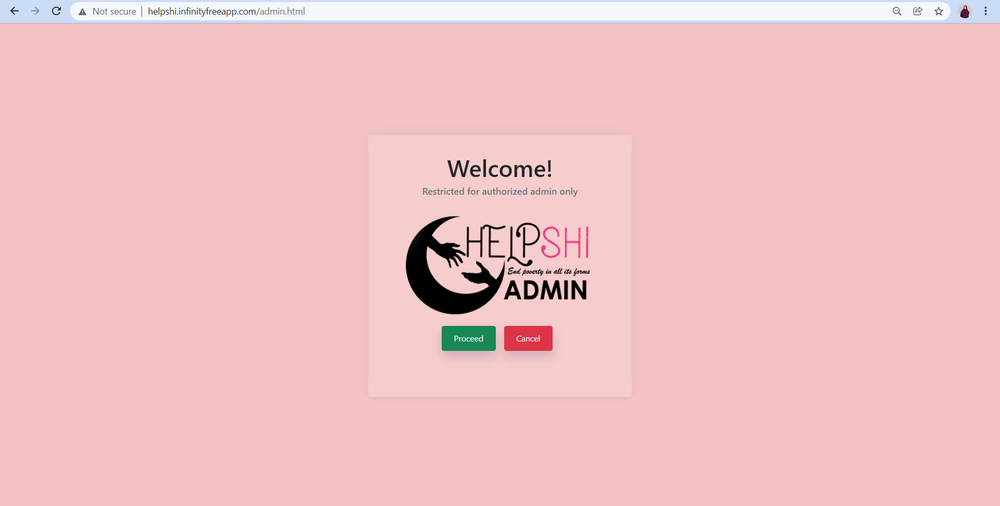 Not secure | helpshi.infinityfreeapp.com/admin.html
Welcome!
Restricted for authorized admin only
HELPSHI
End poverty in all its forms
ADMIN
Proceed Cancel